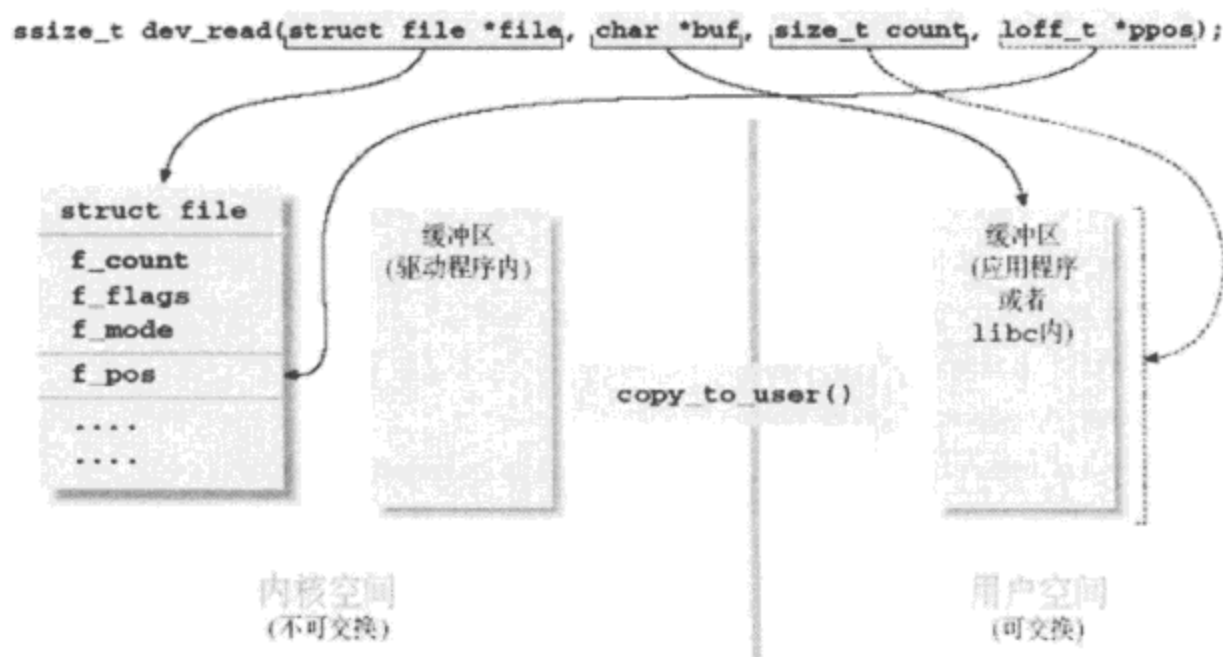 ssize_t dev_read(struct file *file, char *buf, size_t count, loff_t *ppos);
struct file
f_count
f_flags
f_mode
f_pos
....
....
缓冲区
(驱动程序内)
copy_to_user()
缓冲区
(应用程序
或者
libc内)
内核空间
(不可交换)
用户空间
(可交换)